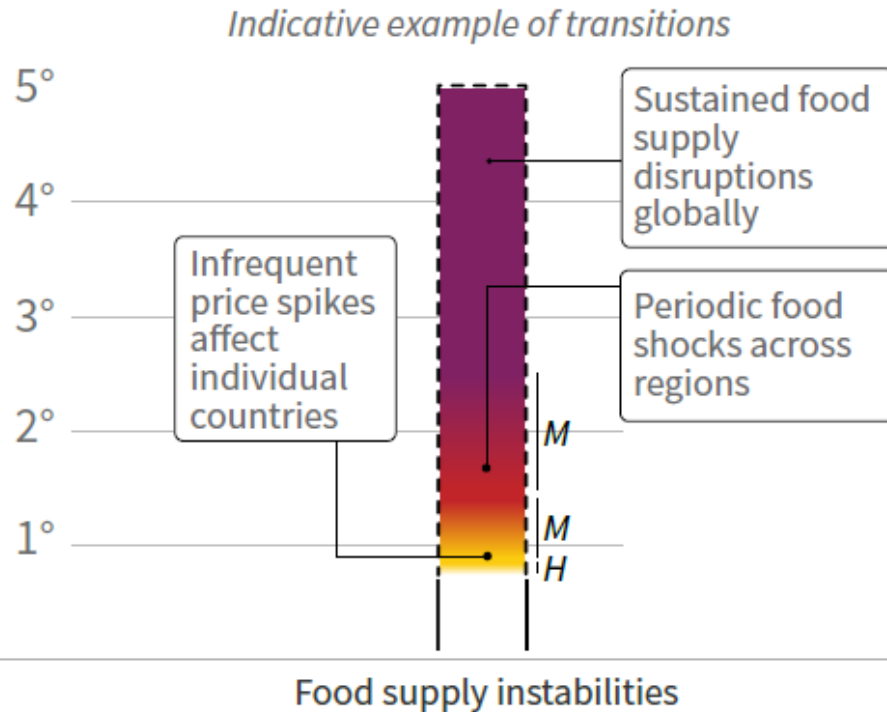 Indicative example of transitions
5°
4°
3°
2°
1°
Sustained food
supply
disruptions
globally
Infrequent
price spikes
affect
individual
countries
Periodic food
shocks across
regions
M
M
H
Food supply instabilities